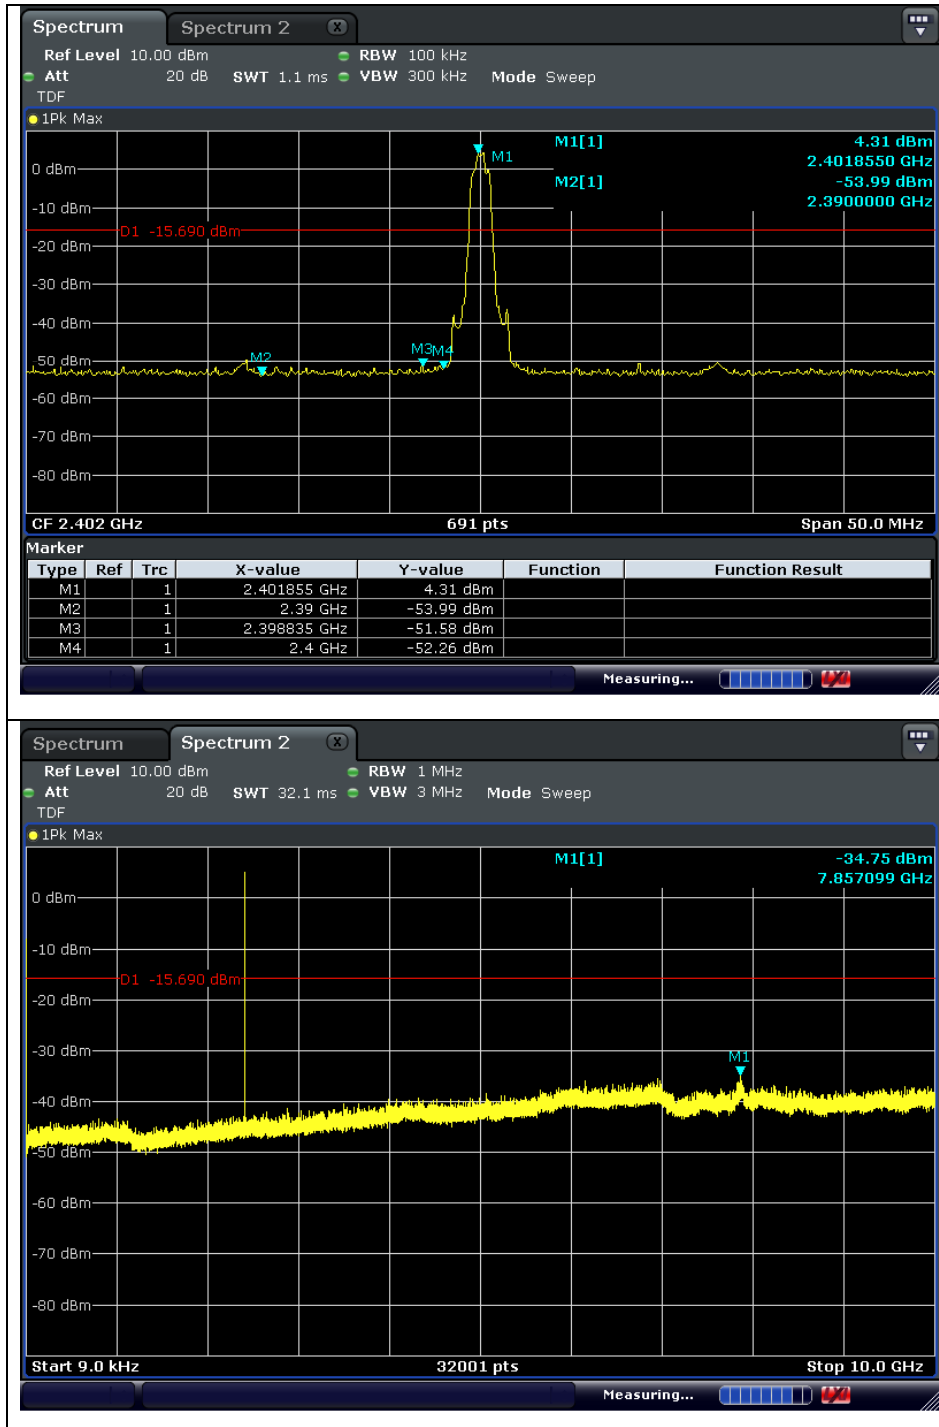 Spectrum Spectrum 2 X
Ref Level 10.00 dBm RBW 100 kHz
Att 20 dB SWT 1.1 ms VBW 300 kHz Mode Sweep
TDF
1Pk Max
M1[1] 4.31 dBm
2.4018550 GHz
M2[1] -53.99 dBm
2.3900000 GHz
M1
0 dBm
-10 dBm
D1 -15.690 dBm
-20 dBm
-30 dBm
-40 dBm
M2 M3 M4
-50 dBm
-60 dBm
-70 dBm
-80 dBm
CF 2.402 GHz 691 pts Span 50.0 MHz
Marker
Type Ref Trc X-value Y-value Function Function Result
M1 1 2.401855 GHz 4.31 dBm
M2 1 2.39 GHz -53.99 dBm
M3 1 2.398835 GHz -51.58 dBm
M4 1 2.4 GHz -52.26 dBm
Measuring...
Spectrum Spectrum 2 X
Ref Level 10.00 dBm RBW 1 MHz
Att 20 dB SWT 32.1 ms VBW 3 MHz Mode Sweep
TDF
1Pk Max
M1[1] -34.75 dBm
7.857099 GHz
0 dBm
-10 dBm
D1 -15.690 dBm
-20 dBm
-30 dBm
M1
-40 dBm
-50 dBm
-60 dBm
-70 dBm
-80 dBm
Start 9.0 kHz 32001 pts Stop 10.0 GHz
Measuring...